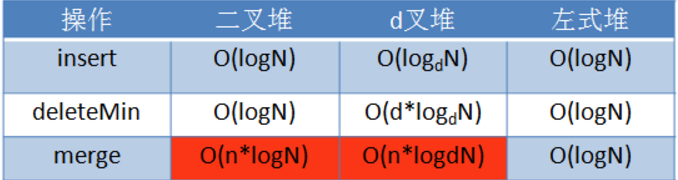 操作 二叉堆 d叉堆 左式堆
insert O(logN) O(log_dN) O(logN)
deleteMin O(logN) O(d*log_dN) O(logN)
merge O(n*logN) O(n*logdN) O(logN)